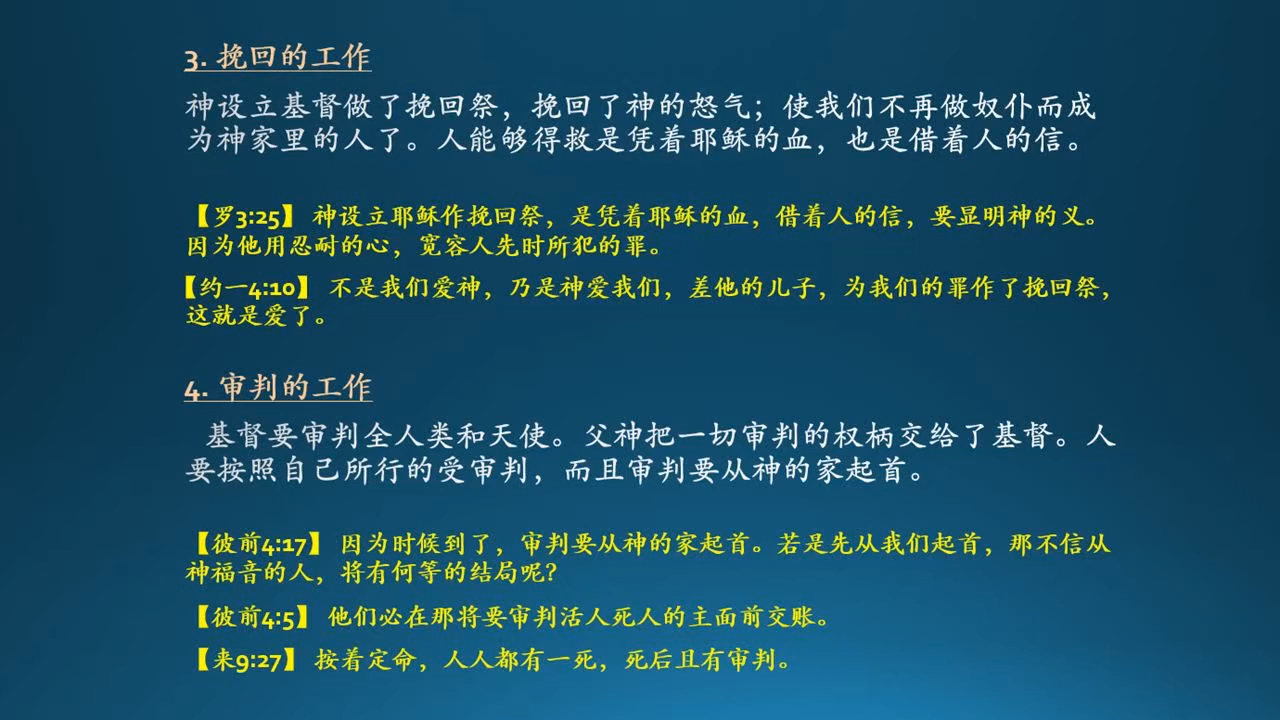 3. 挽回的工作
神设立基督做了挽回祭，挽回了神的怒气；使我们不再做奴仆而成
为神家里的人了。人能够得救是凭着耶稣的血，也是借着人的信。
【罗3:25】 神设立耶稣作挽回祭，是凭着耶稣的血，借着人的信，要显明神的义。
因为他用忍耐的心，宽容人先时所犯的罪。
【约一4:10】 不是我们爱神，乃是神爱我们，差他的儿子，为我们的罪作了挽回祭，
这就是爱了。
4. 审判的工作
基督要审判全人类和天使。父神把一切审判的权柄交给了基督。人
要按照自己所行的受审判，而且审判要从神的家起首。
【彼前4:17】 因为时候到了，审判要从神的家起首。若是先从我们起首，那不信从
神福音的人，将有何等的结局呢？
【彼前4:5】 他们必在那将要审判活人死人的主面前交账。
【来9:27】 按着定命，人人都有一死，死后且有审判。